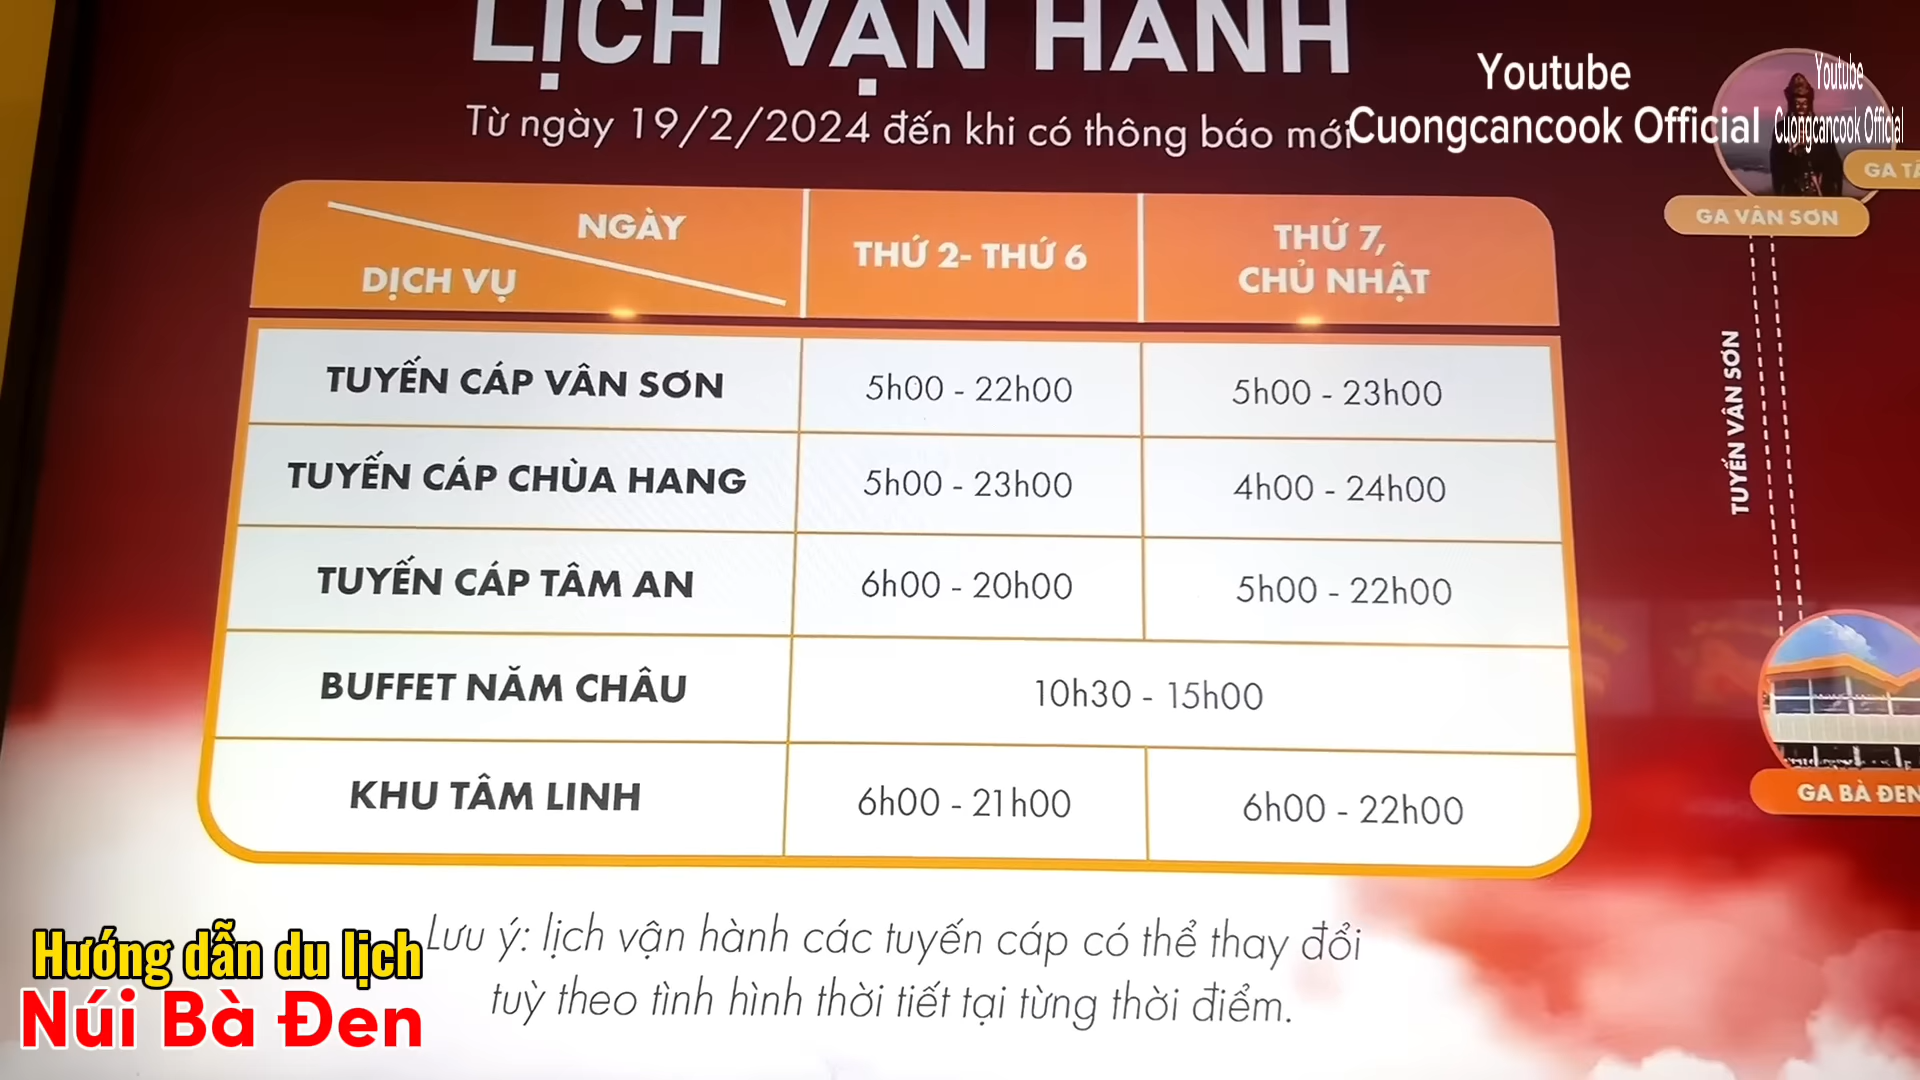 LỊCH VẬN HÀNH
Từ ngày 19/2/2024 đến khi có thông báo mới
Youtube
Cuongcancook Official
Youtube
Cuongcancook Official
GA VÂN SƠN
NGÀY
DỊCH VỤ
THỨ 2- THỨ 6
THỨ 7,
CHỦ NHẬT
TUYẾN CÁP VÂN SƠN
5h00 - 22h00
5h00 - 23h00
TUYẾN CÁP CHÙA HANG
5h00 - 23h00
4h00 - 24h00
TUYẾN CÁP TÂM AN
6h00 - 20h00
5h00 - 22h00
BUFFET NĂM CHÂU
10h30 - 15h00
KHU TÂM LINH
6h00 - 21h00
6h00 - 22h00
TUYẾN VÂN SƠN
GA BÀ ĐEN
Lưu ý: lịch vận hành các tuyến cáp có thể thay đổi
tuỳ theo tình hình thời tiết tại từng thời điểm.
Hướng dẫn du lịch
Núi Bà Đen